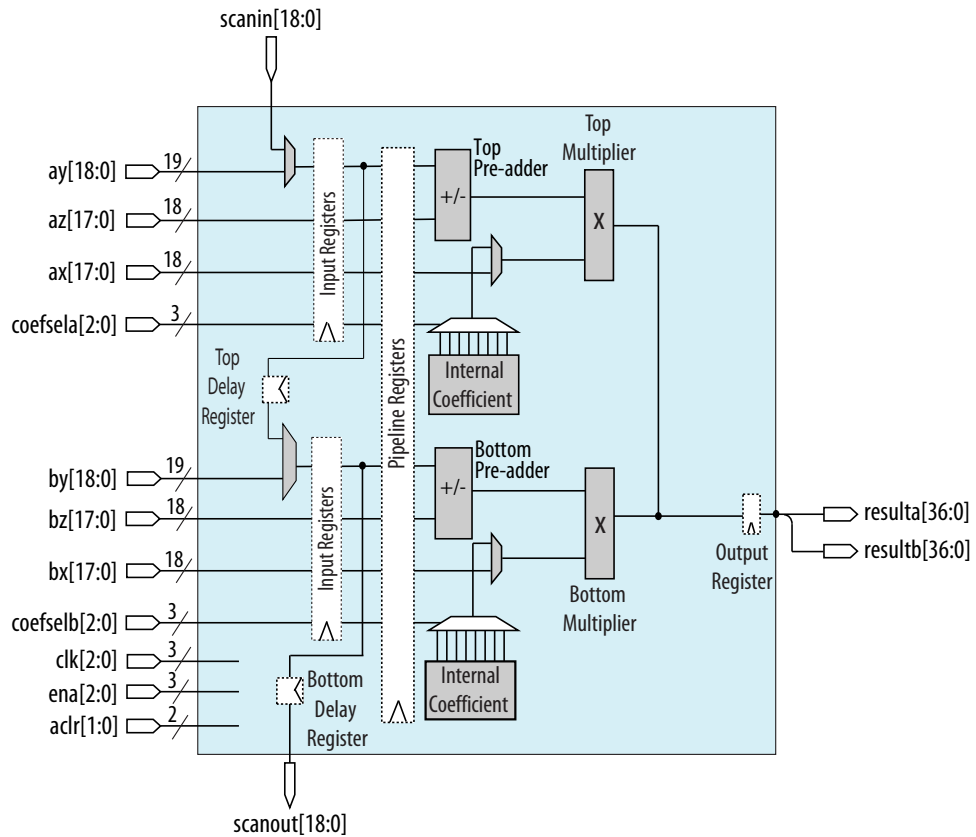 scanin[18:0]
ay[18:0]
19
az[17:0]
18
ax[17:0]
18
coefsela[2:0]
3
Input Registers
Pipeline Registers
Top
Pre-adder
+/-
Top
Multiplier
X
Internal
Coefficient
Top
Delay
Register
by[18:0]
19
bz[17:0]
18
bx[17:0]
18
coefselb[2:0]
3
clk[2:0]
3
ena[2:0]
3
aclr[1:0]
2
Input Registers
Bottom
Pre-adder
+/-
X
Bottom
Multiplier
Internal
Coefficient
Bottom
Delay
Register
Output
Register
resulta[36:0]
resultb[36:0]
scanout[18:0]